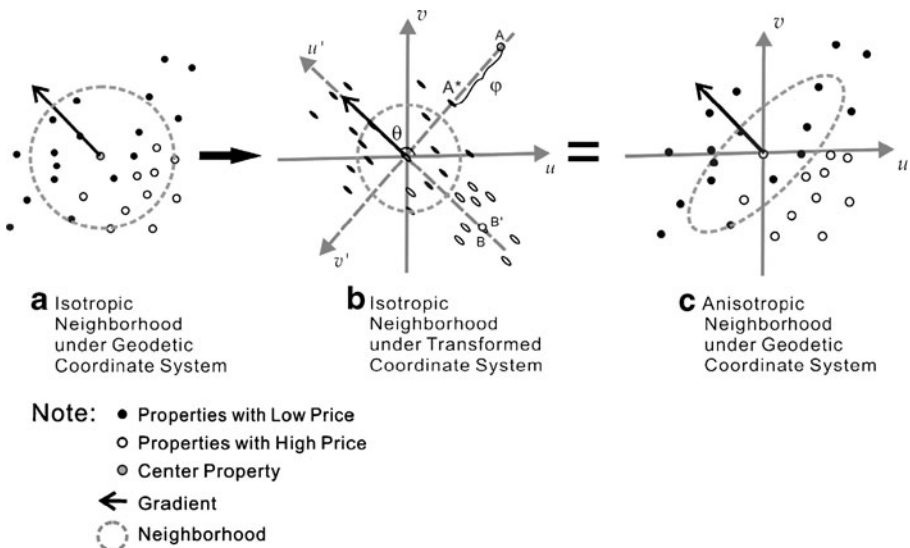 v
u'
A
A*
φ
θ
u
B'
B
v'
v
u
=
a Isotropic
Neighborhood
under Geodetic
Coordinate System
b Isotropic
Neighborhood
under Transformed
Coordinate System
c Anisotropic
Neighborhood
under Geodetic
Coordinate System
Note:
Properties with Low Price
Properties with High Price
Center Property
Gradient
Neighborhood